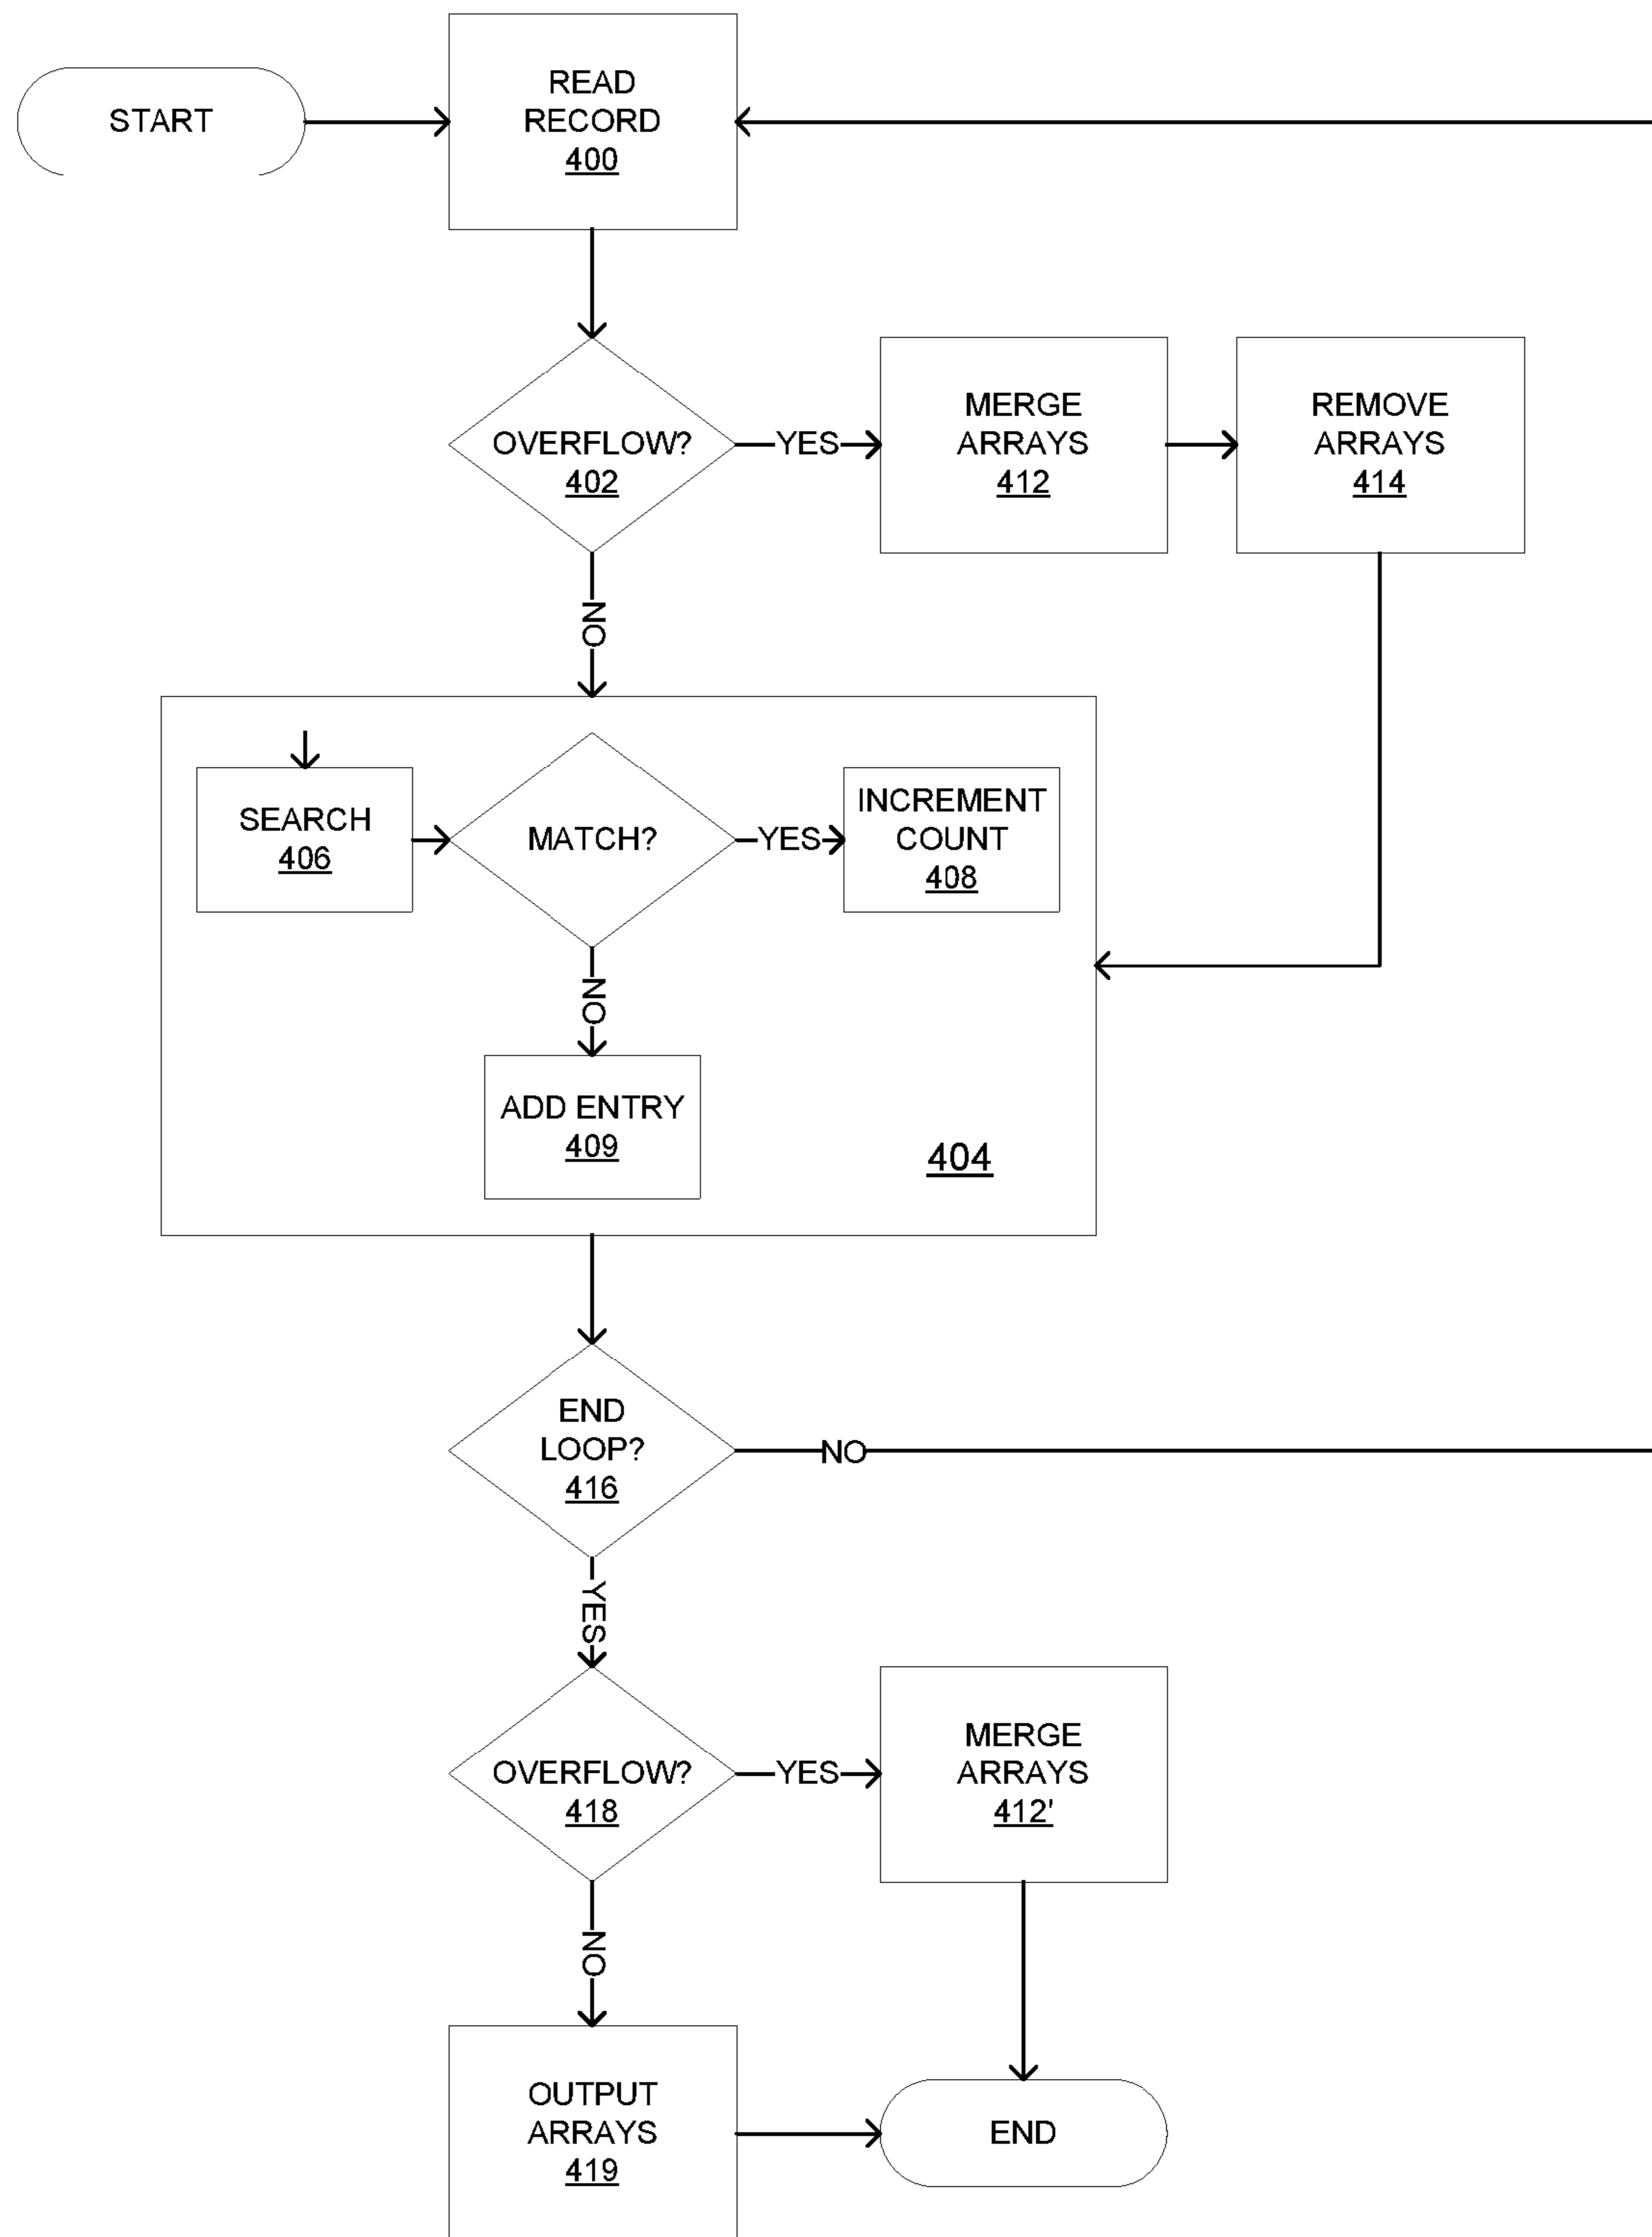 START
READ
RECORD
400
OVERFLOW?
402
YES
MERGE
ARRAYS
412
REMOVE
ARRAYS
414
NO
SEARCH
406
MATCH?
YES
INCREMENT
COUNT
408
NO
ADD ENTRY
409
404
END
LOOP?
416
NO
YES
OVERFLOW?
418
YES
MERGE
ARRAYS
412'
NO
OUTPUT
ARRAYS
419
END